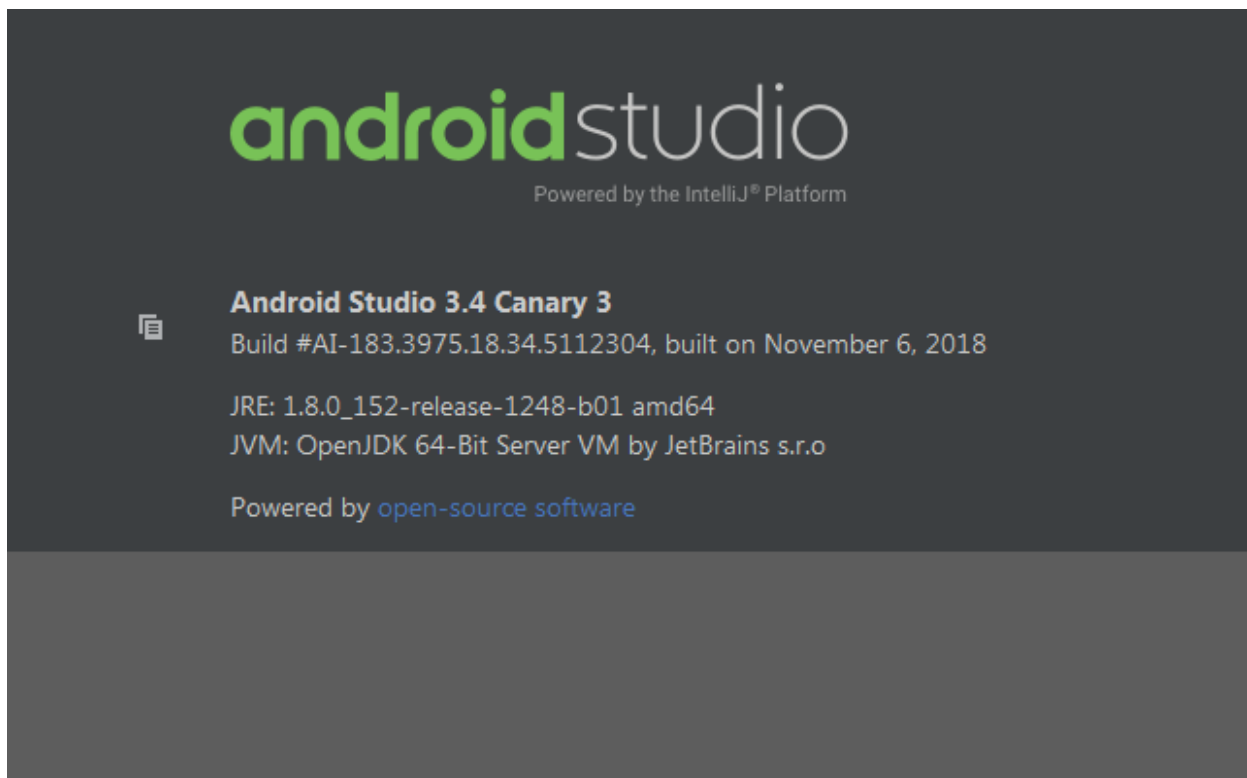 androidstudio
Powered by the IntelliJ® Platform
Android Studio 3.4 Canary 3
Build #AI-183.3975.18.34.5112304, built on November 6, 2018
JRE: 1.8.0_152-release-1248-b01 amd64
JVM: OpenJDK 64-Bit Server VM by JetBrains s.r.o
Powered by open-source software